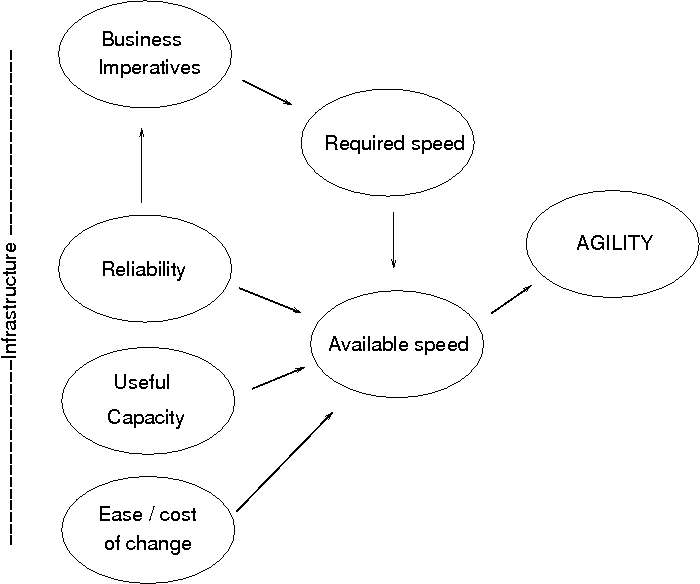 Business
Imperatives
Required speed
AGILITY
Reliability
Infrastructure
Available speed
Useful
Capacity
Ease / cost
of change